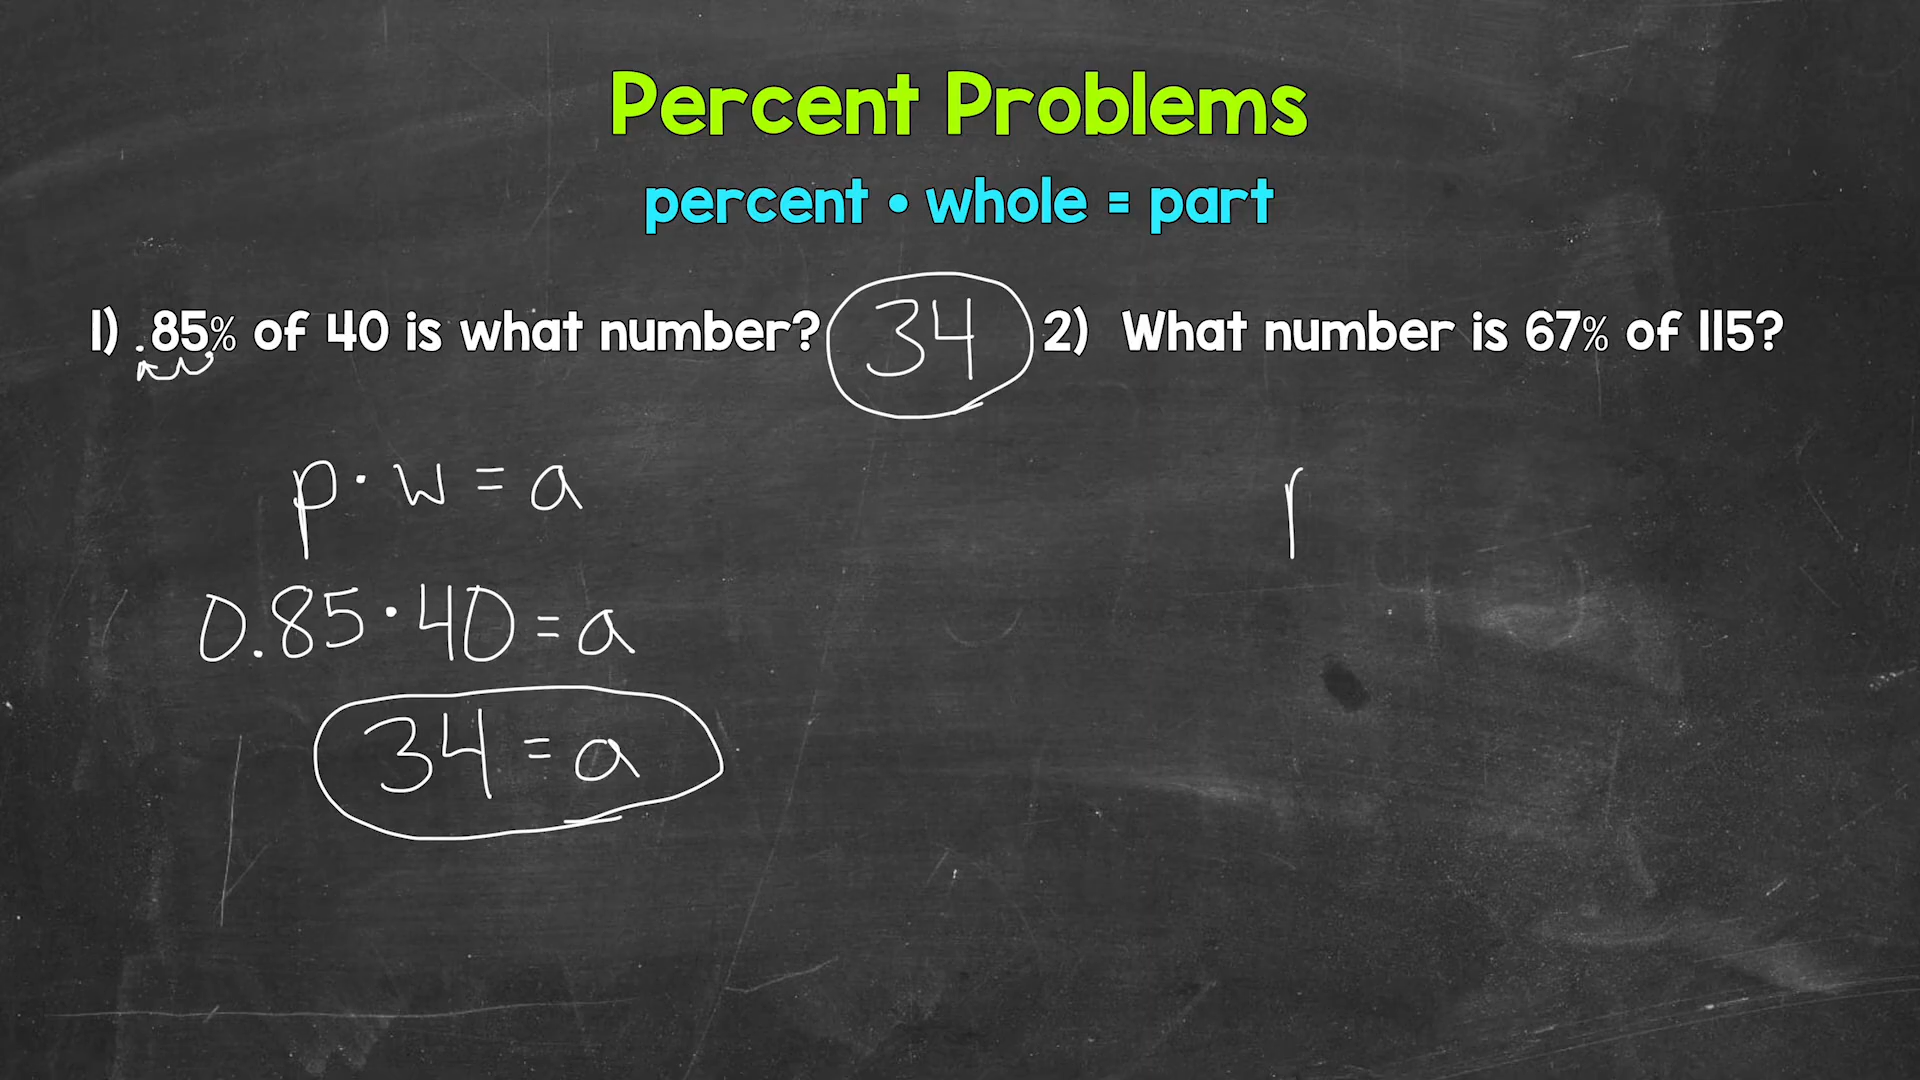 Percent Problems
percent • whole = part
1) .85% of 40 is what number? 34
p · w = a
0.85 · 40 = a
34 = a
2) What number is 67% of 115?